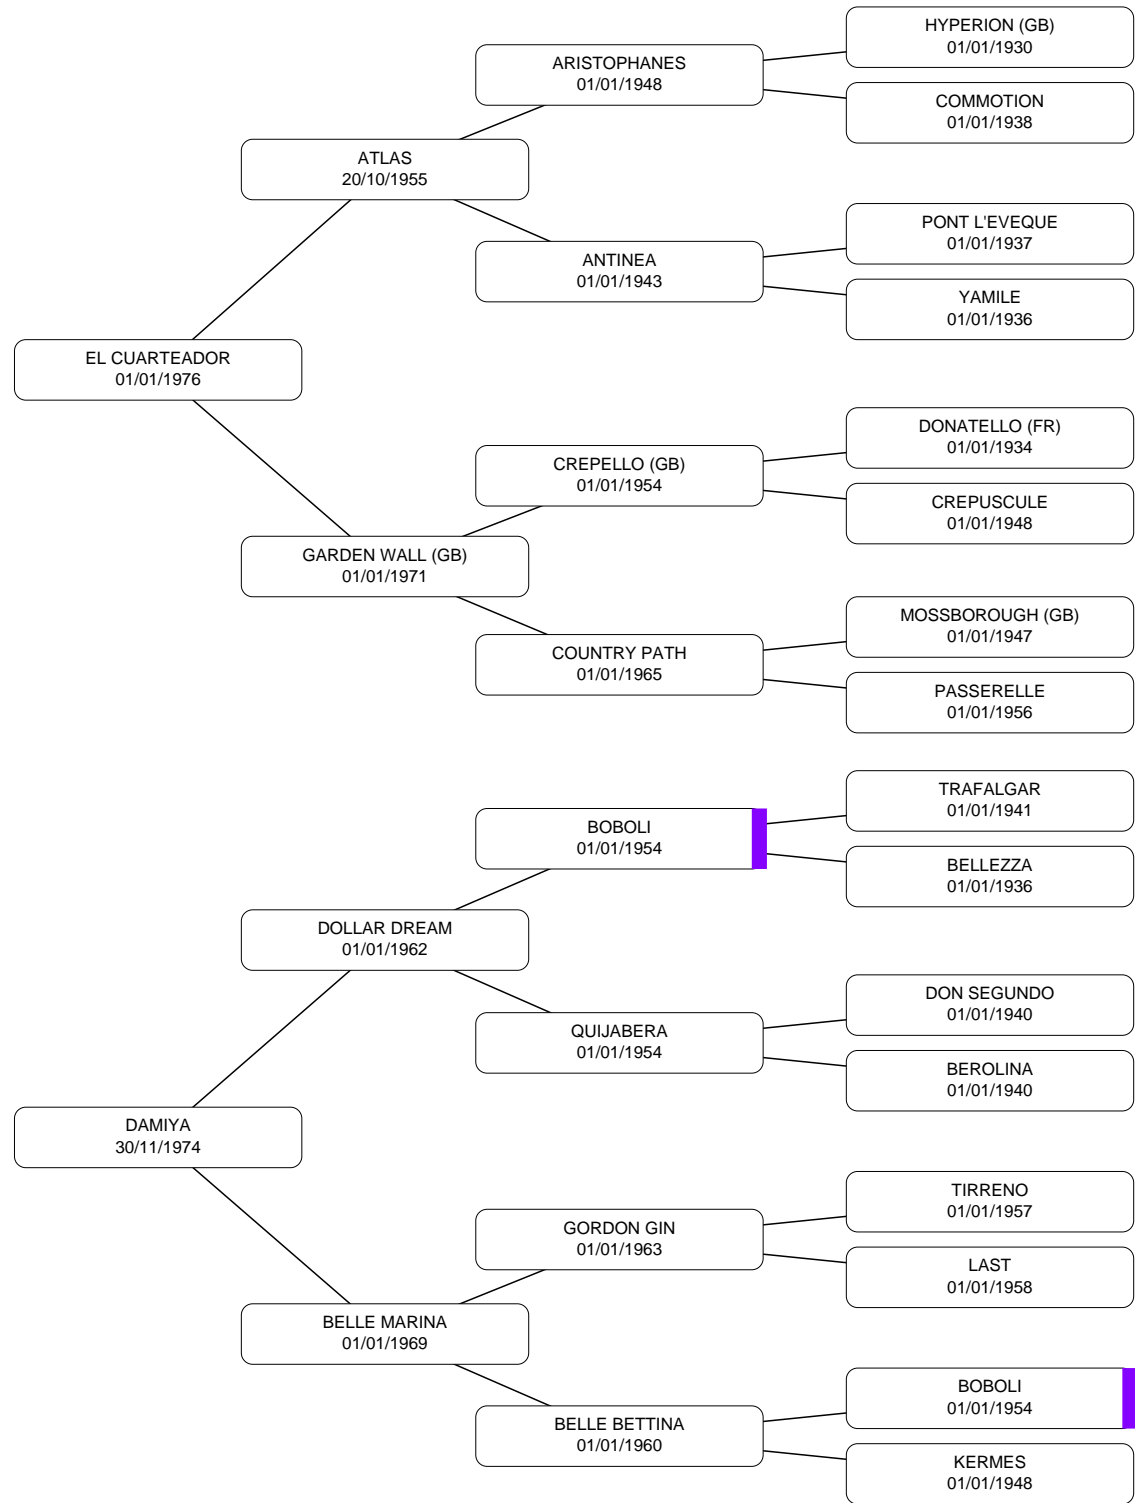 HYPERION (GB)
01/01/1930
ARISTOPHANES
01/01/1948
COMMOTION
01/01/1938
ATLAS
20/10/1955
PONT L'EVEQUE
01/01/1937
ANTINEA
01/01/1943
YAMILE
01/01/1936
EL CUARTEADOR
01/01/1976
DONATELLO (FR)
01/01/1934
CREPELLO (GB)
01/01/1954
CREPUSCULE
01/01/1948
GARDEN WALL (GB)
01/01/1971
MOSSBOROUGH (GB)
01/01/1947
COUNTRY PATH
01/01/1965
PASSERELLE
01/01/1956
TRAFALGAR
01/01/1941
BOBOLI
01/01/1954
BELLEZZA
01/01/1936
DOLLAR DREAM
01/01/1962
DON SEGUNDO
01/01/1940
QUIJABERA
01/01/1954
BEROLINA
01/01/1940
DAMIYA
30/11/1974
TIRRENO
01/01/1957
GORDON GIN
01/01/1963
LAST
01/01/1958
BELLE MARINA
01/01/1969
BOBOLI
01/01/1954
BELLE BETTINA
01/01/1960
KERMES
01/01/1948